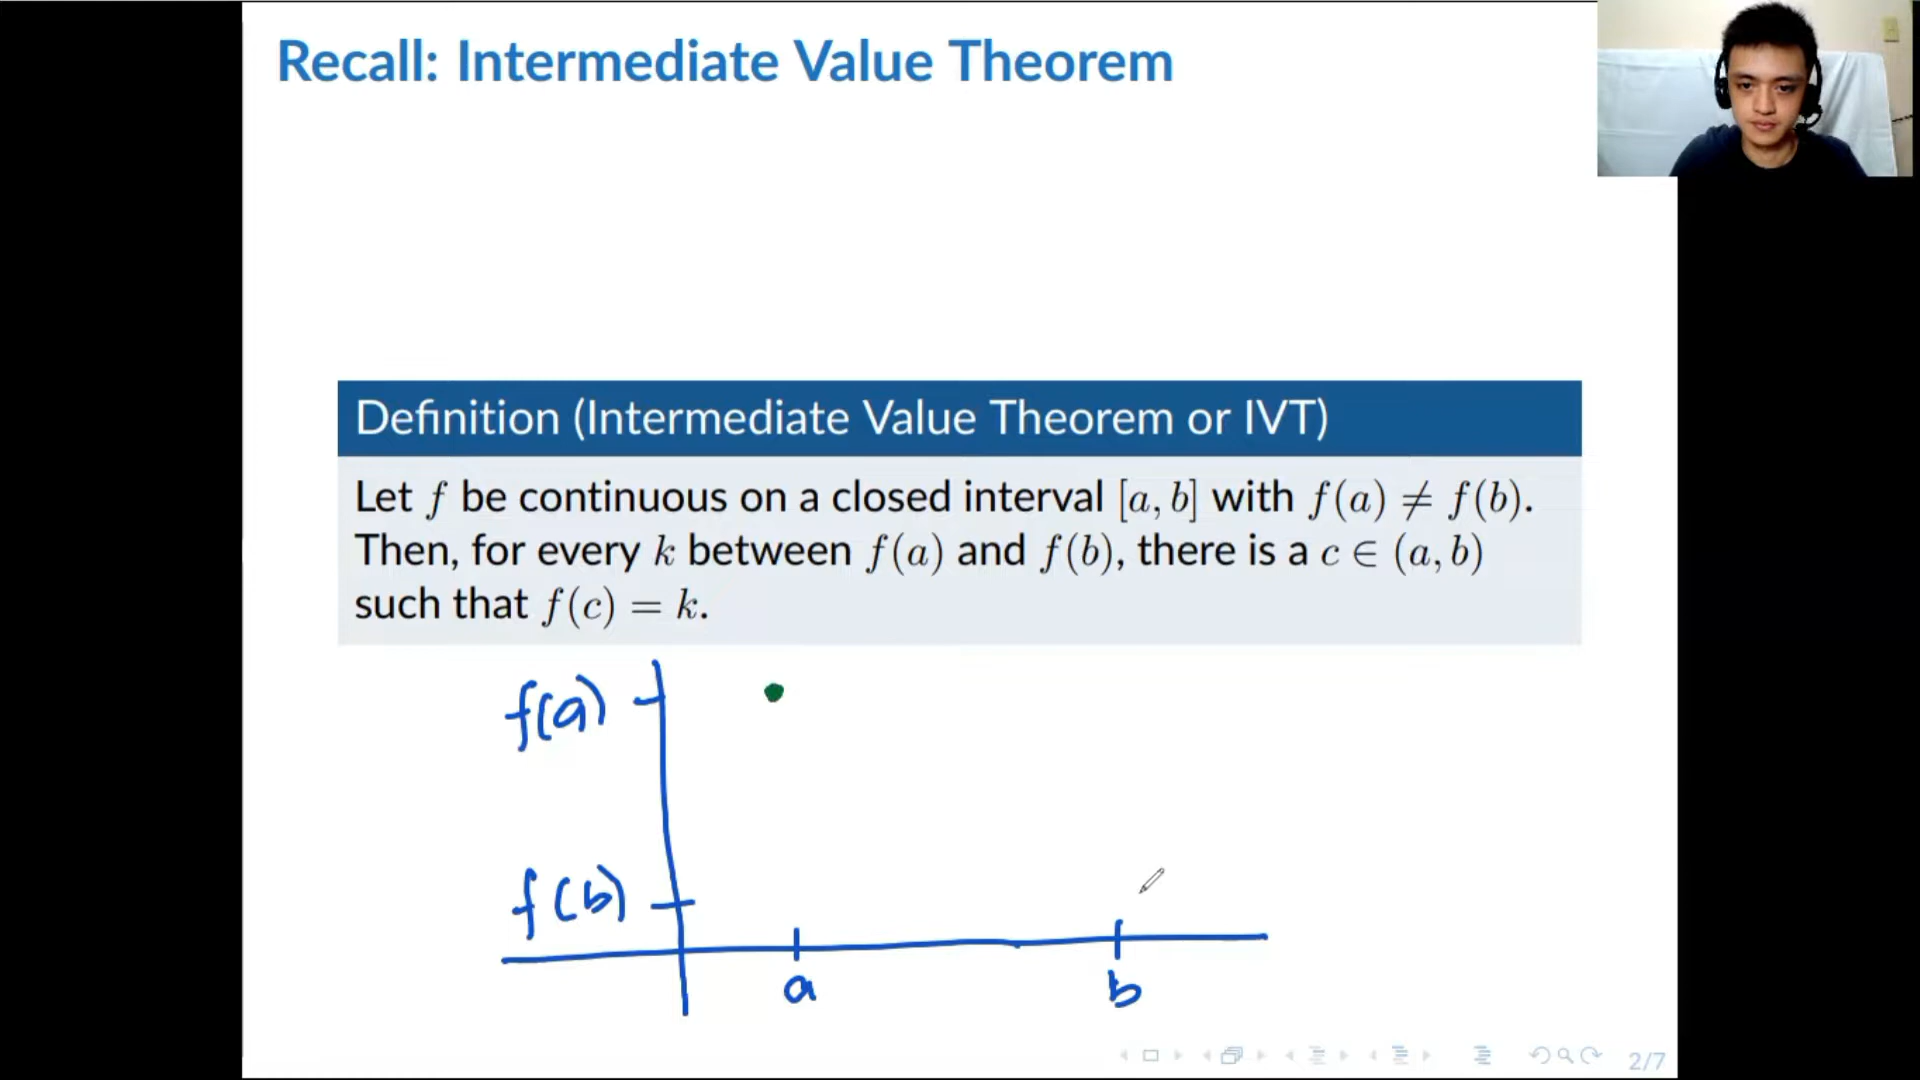 Recall: Intermediate Value Theorem
Definition (Intermediate Value Theorem or IVT)
Let f be continuous on a closed interval [a, b] with f(a) ≠ f(b).
Then, for every k between f(a) and f(b), there is a c ∈ (a, b)
such that f(c) = k.
f(a)
f(b)
a
b
2/7